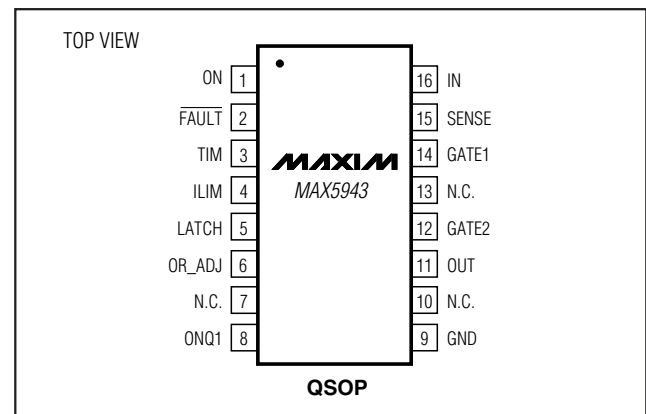 TOP VIEW
ON 1
FAULT 2
TIM 3
ILIM 4
LATCH 5
OR_ADJ 6
N.C. 7
ONQ1 8
MAXIM
MAX5943
16 IN
15 SENSE
14 GATE1
13 N.C.
12 GATE2
11 OUT
10 N.C.
9 GND
QSOP